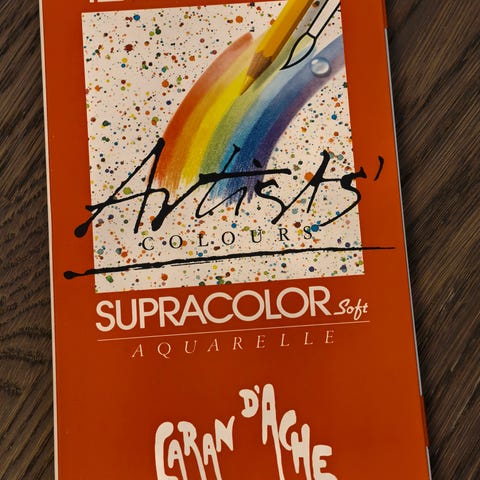 Artists'
COLOURS
SUPRACOLOR Soft
AQUARELLE
CARAN D'ACHE